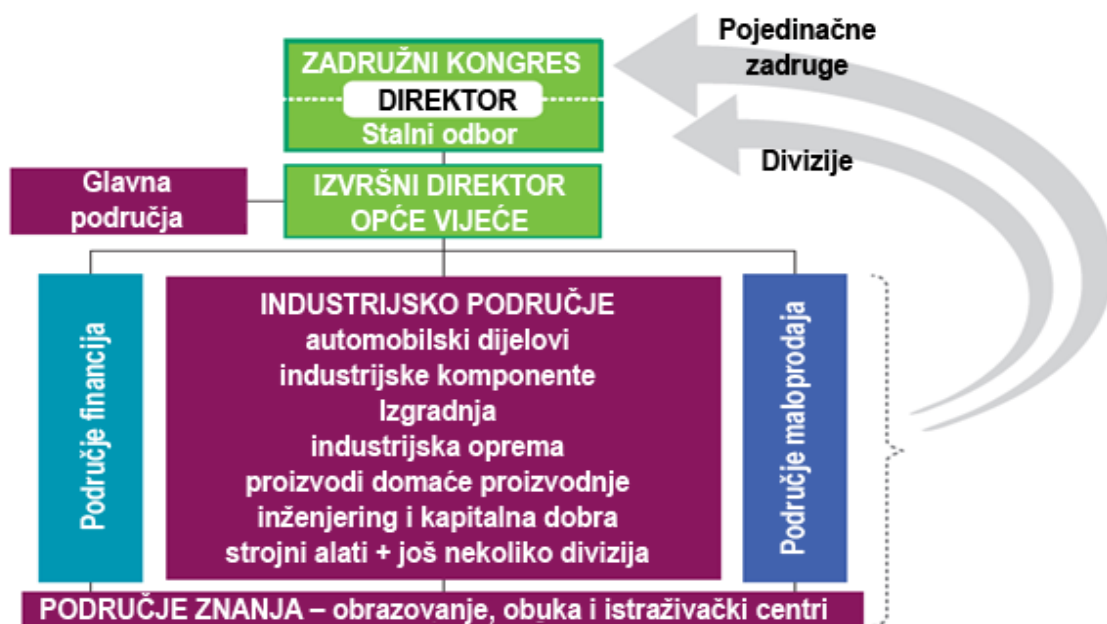 ZADRUŽNI KONGRES
DIREKTOR
Stalni odbor
Pojedinačne
zadruge
Divizije
Glavna
područja
IZVRŠNI DIREKTOR
OPĆE VIJEĆE
Područje financija
INDUSTRIJSKO PODRUČJE
automobilski dijelovi
industrijske komponente
Izgradnja
industrijska oprema
proizvodi domaće proizvodnje
inženjering i kapitalna dobra
strojni alati + još nekoliko divizija
Područje maloprodaja
PODRUČJE ZNANJA – obrazovanje, obuka i istraživački centri